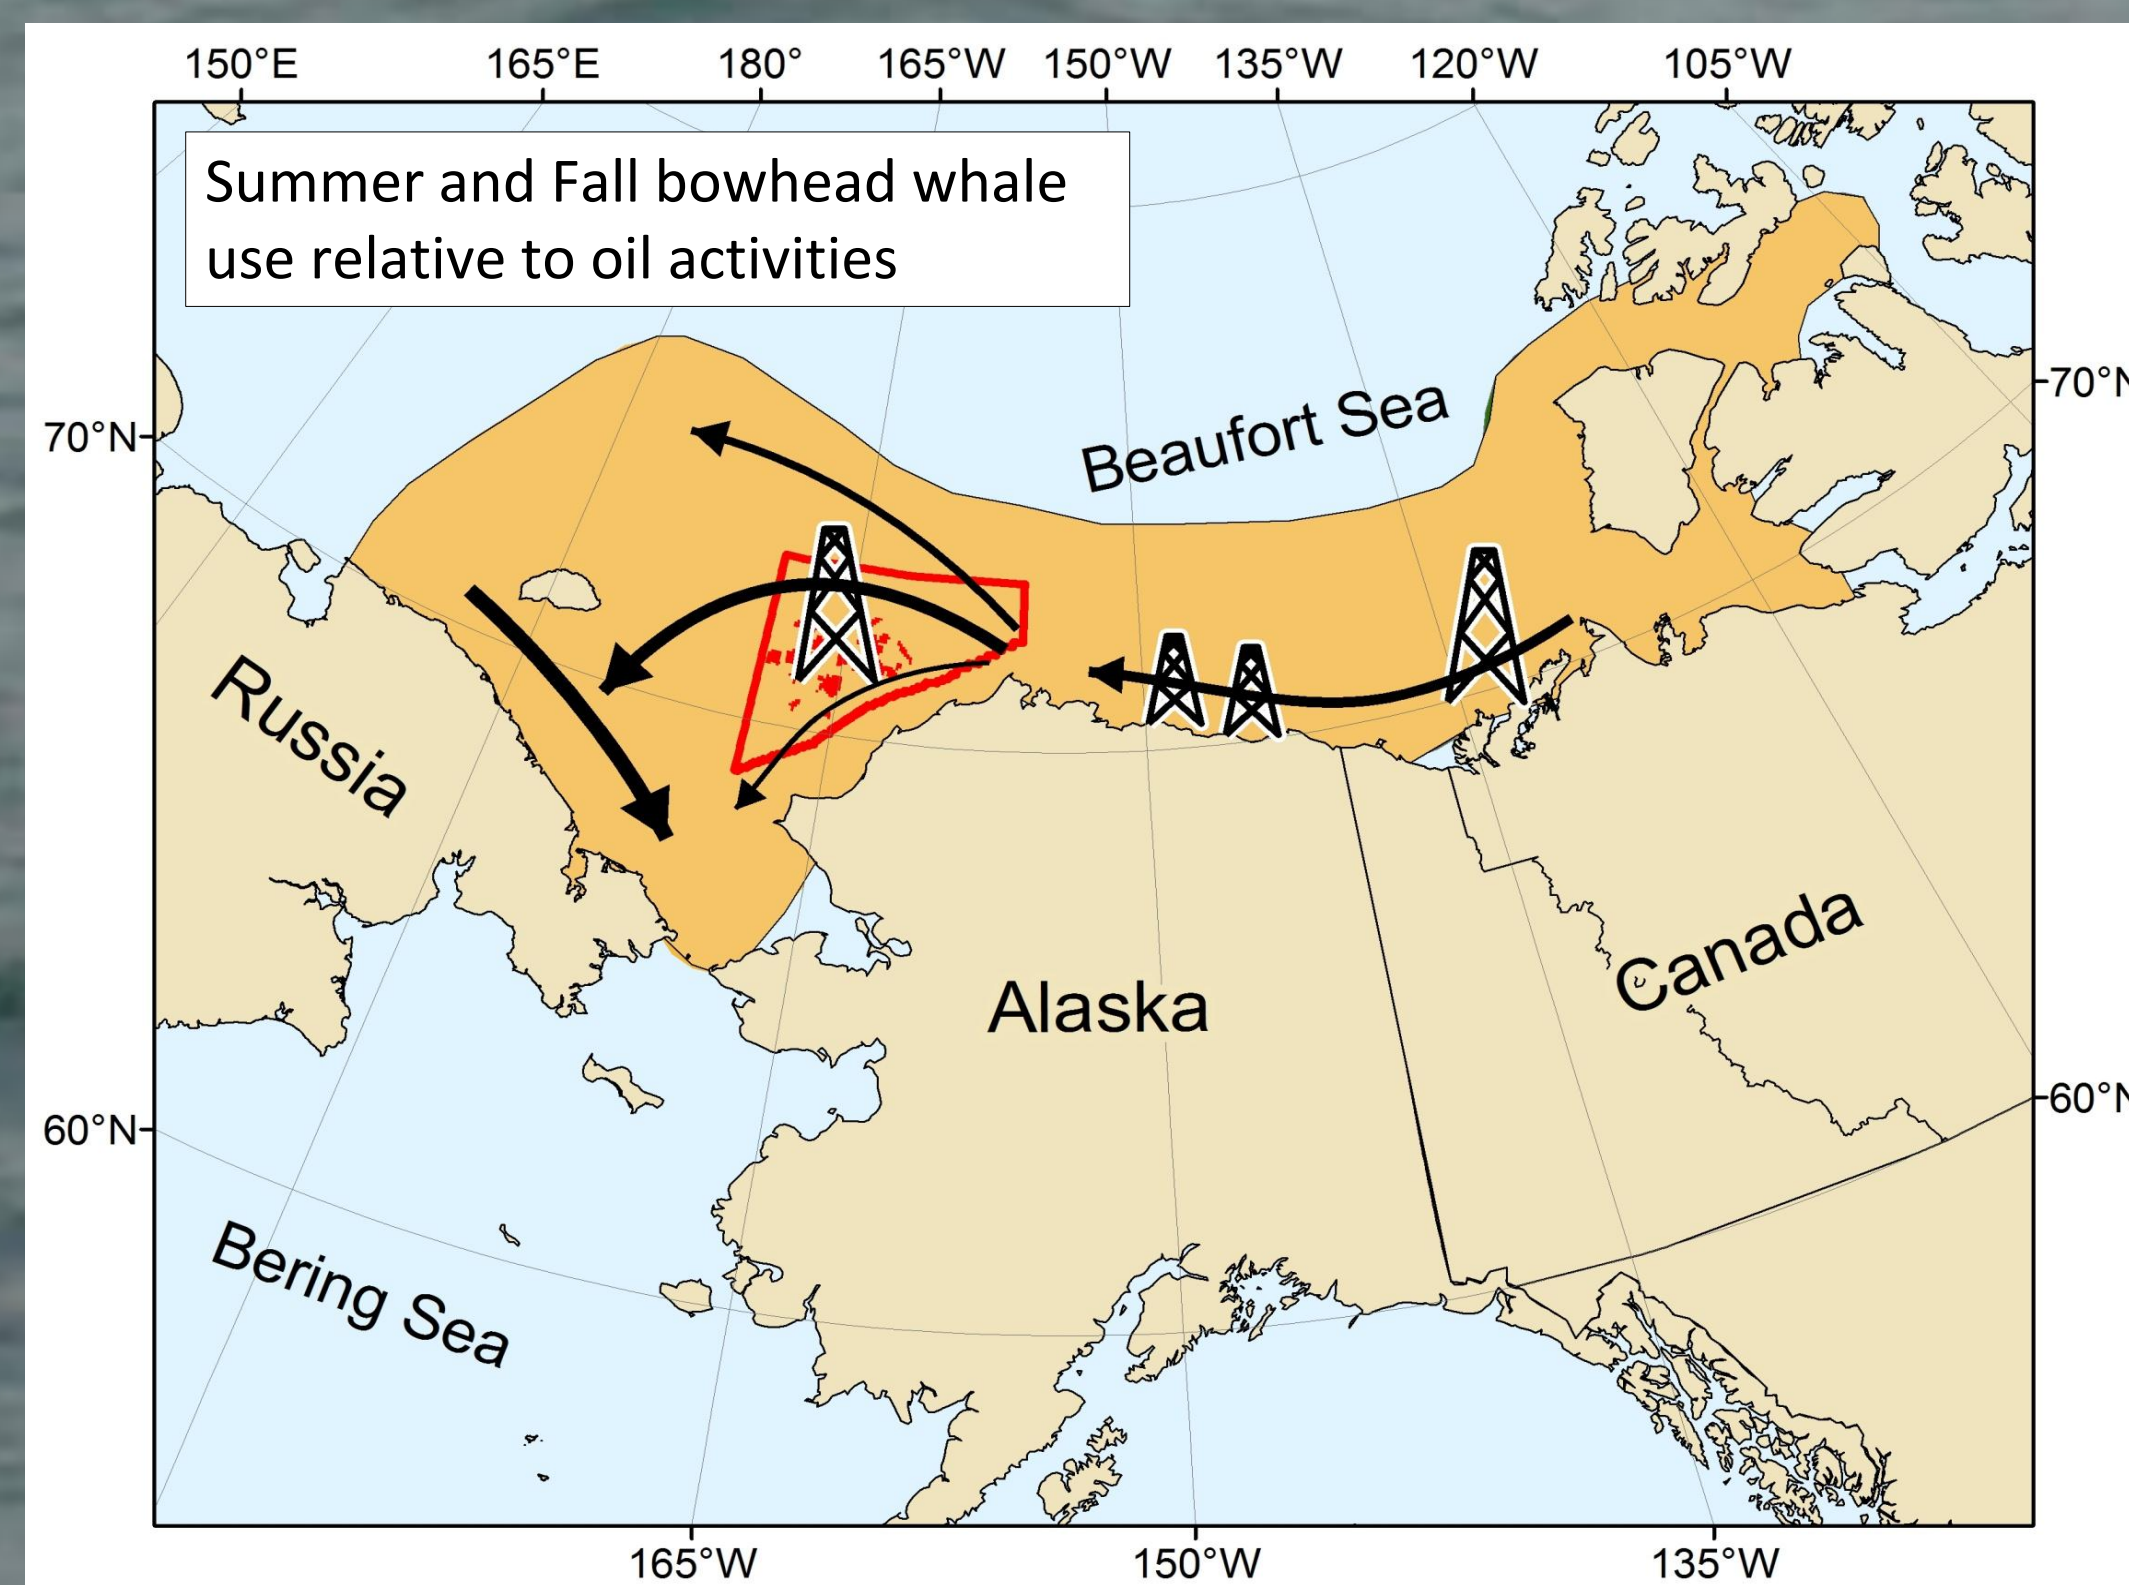 150°E 165°E 180° 165°W 150°W 135°W 120°W 105°W
Summer and Fall bowhead whale
use relative to oil activities
70°N
70°N
Beaufort Sea
Russia
Canada
Alaska
60°N
60°N
Bering Sea
165°W 150°W 135°W